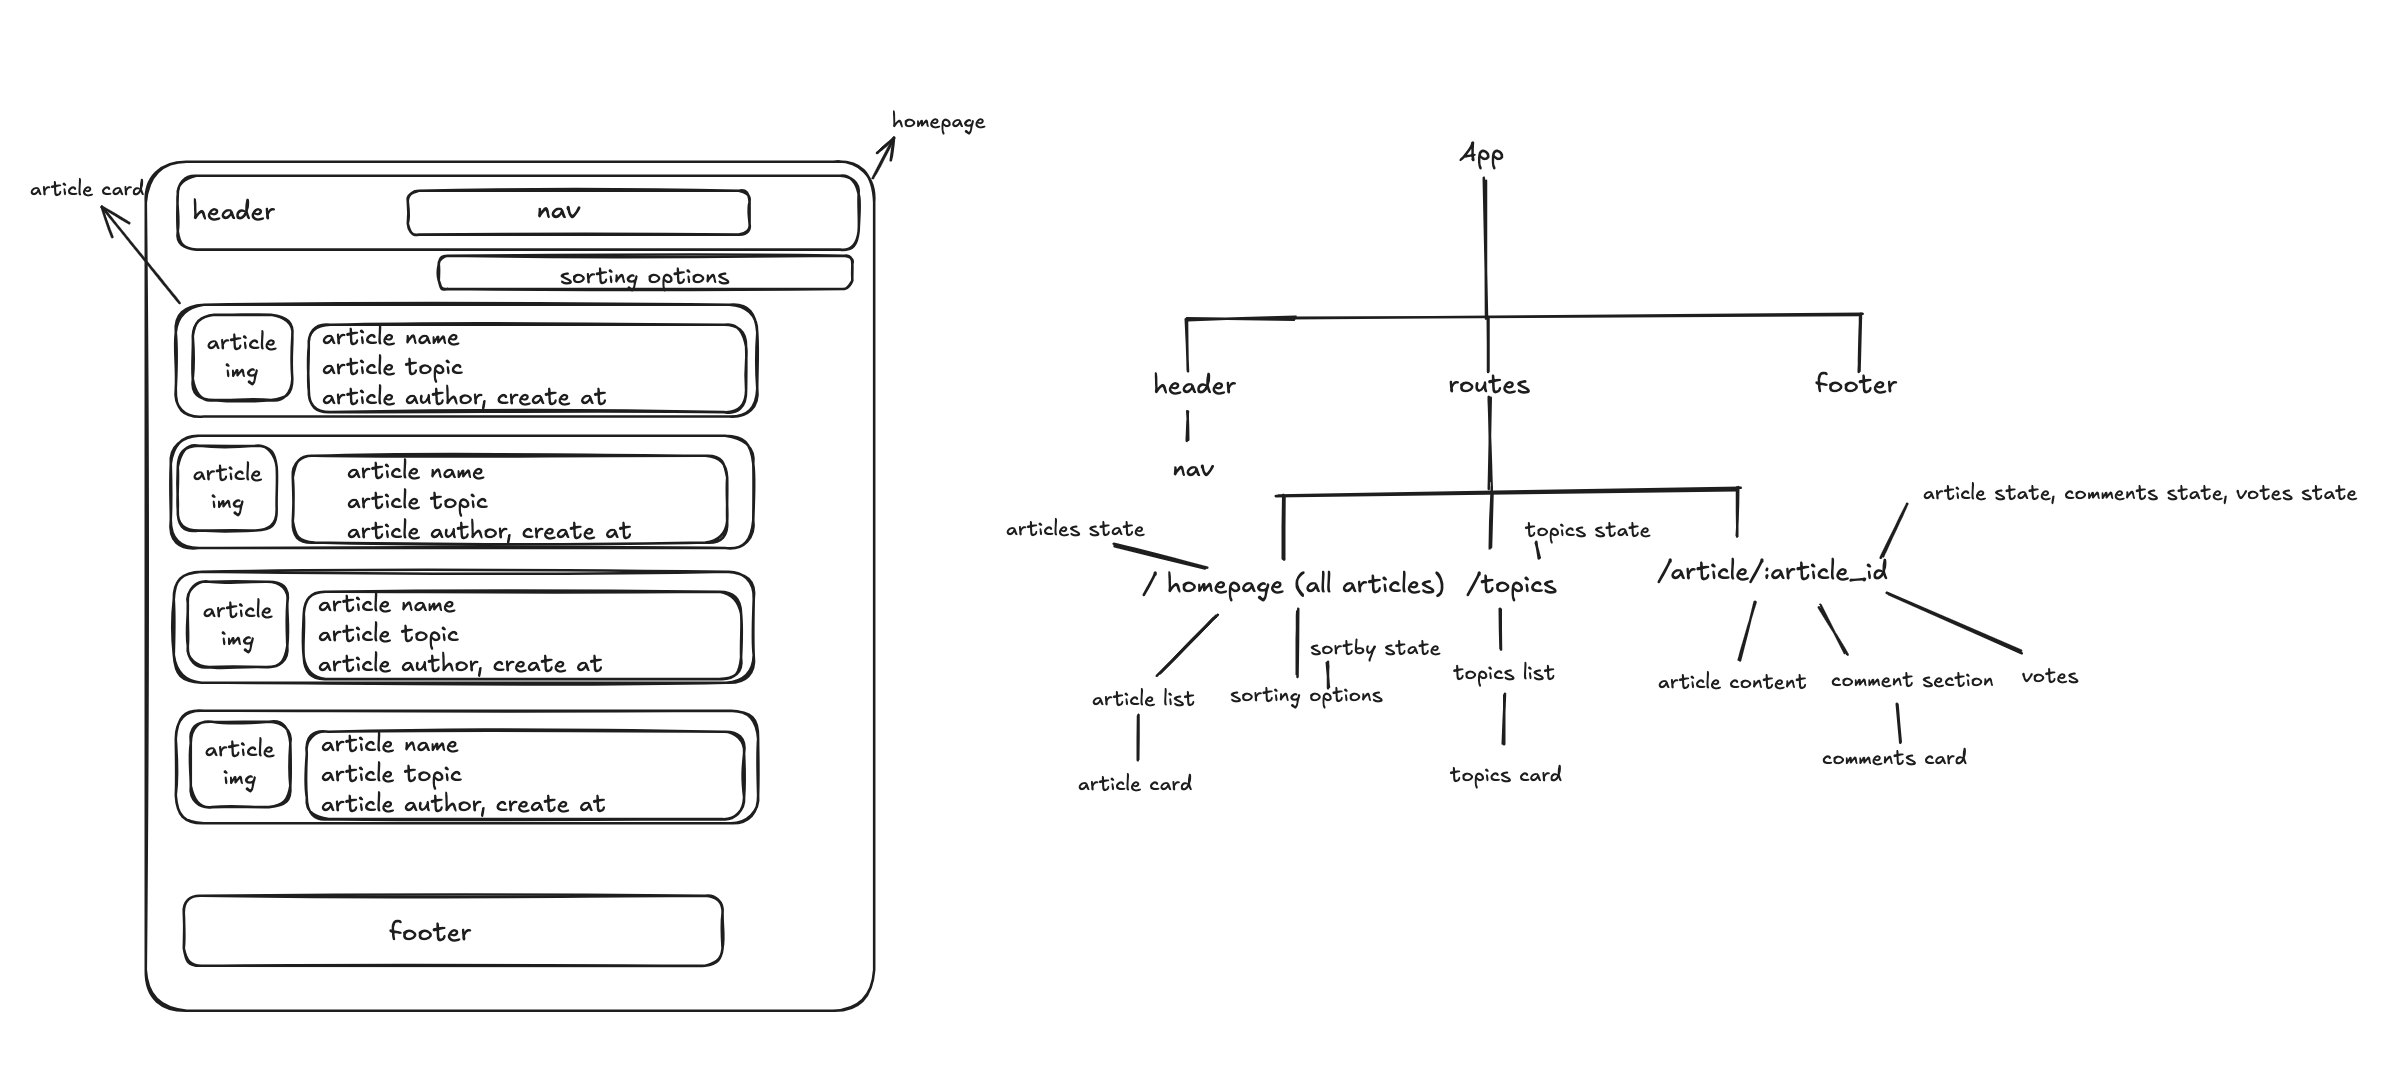 homepage
article card
header
nav
sorting options
article
img
article name
article topic
article author, create at
article
img
article name
article topic
article author, create at
article
img
article name
article topic
article author, create at
article
img
article name
article topic
article author, create at
footer
App
header
routes
footer
nav
articles state
topics state
article state, comments state, votes state
/ homepage (all articles)
/topics
/article/:article_id
sortby state
article list
sorting options
topics list
article content
comment section
votes
article card
topics card
comments card